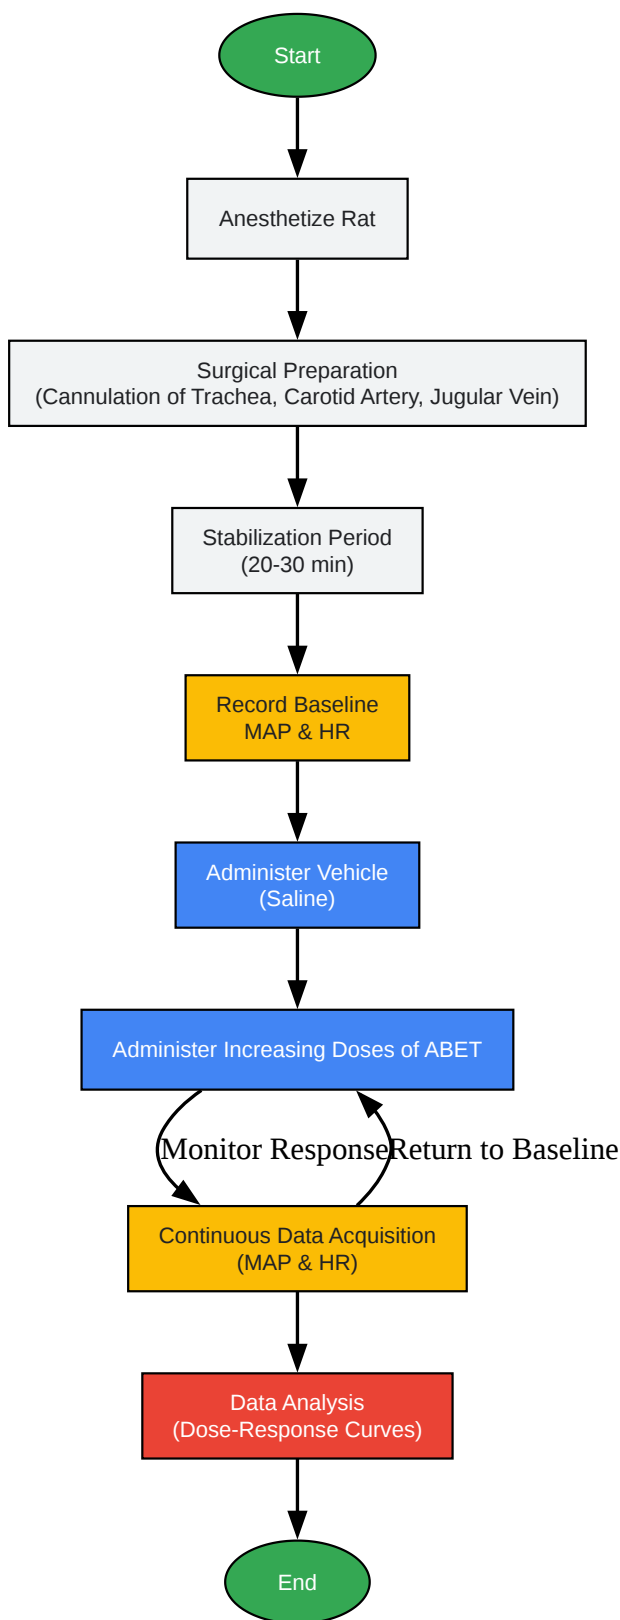 Start
Anesthetize Rat
Surgical Preparation
(Cannulation of Trachea, Carotid Artery, Jugular Vein)
Stabilization Period
(20-30 min)
Record Baseline
MAP & HR
Administer Vehicle
(Saline)
Administer Increasing Doses of ABET
Monitor Response
Return to Baseline
Continuous Data Acquisition
(MAP & HR)
Data Analysis
(Dose-Response Curves)
End